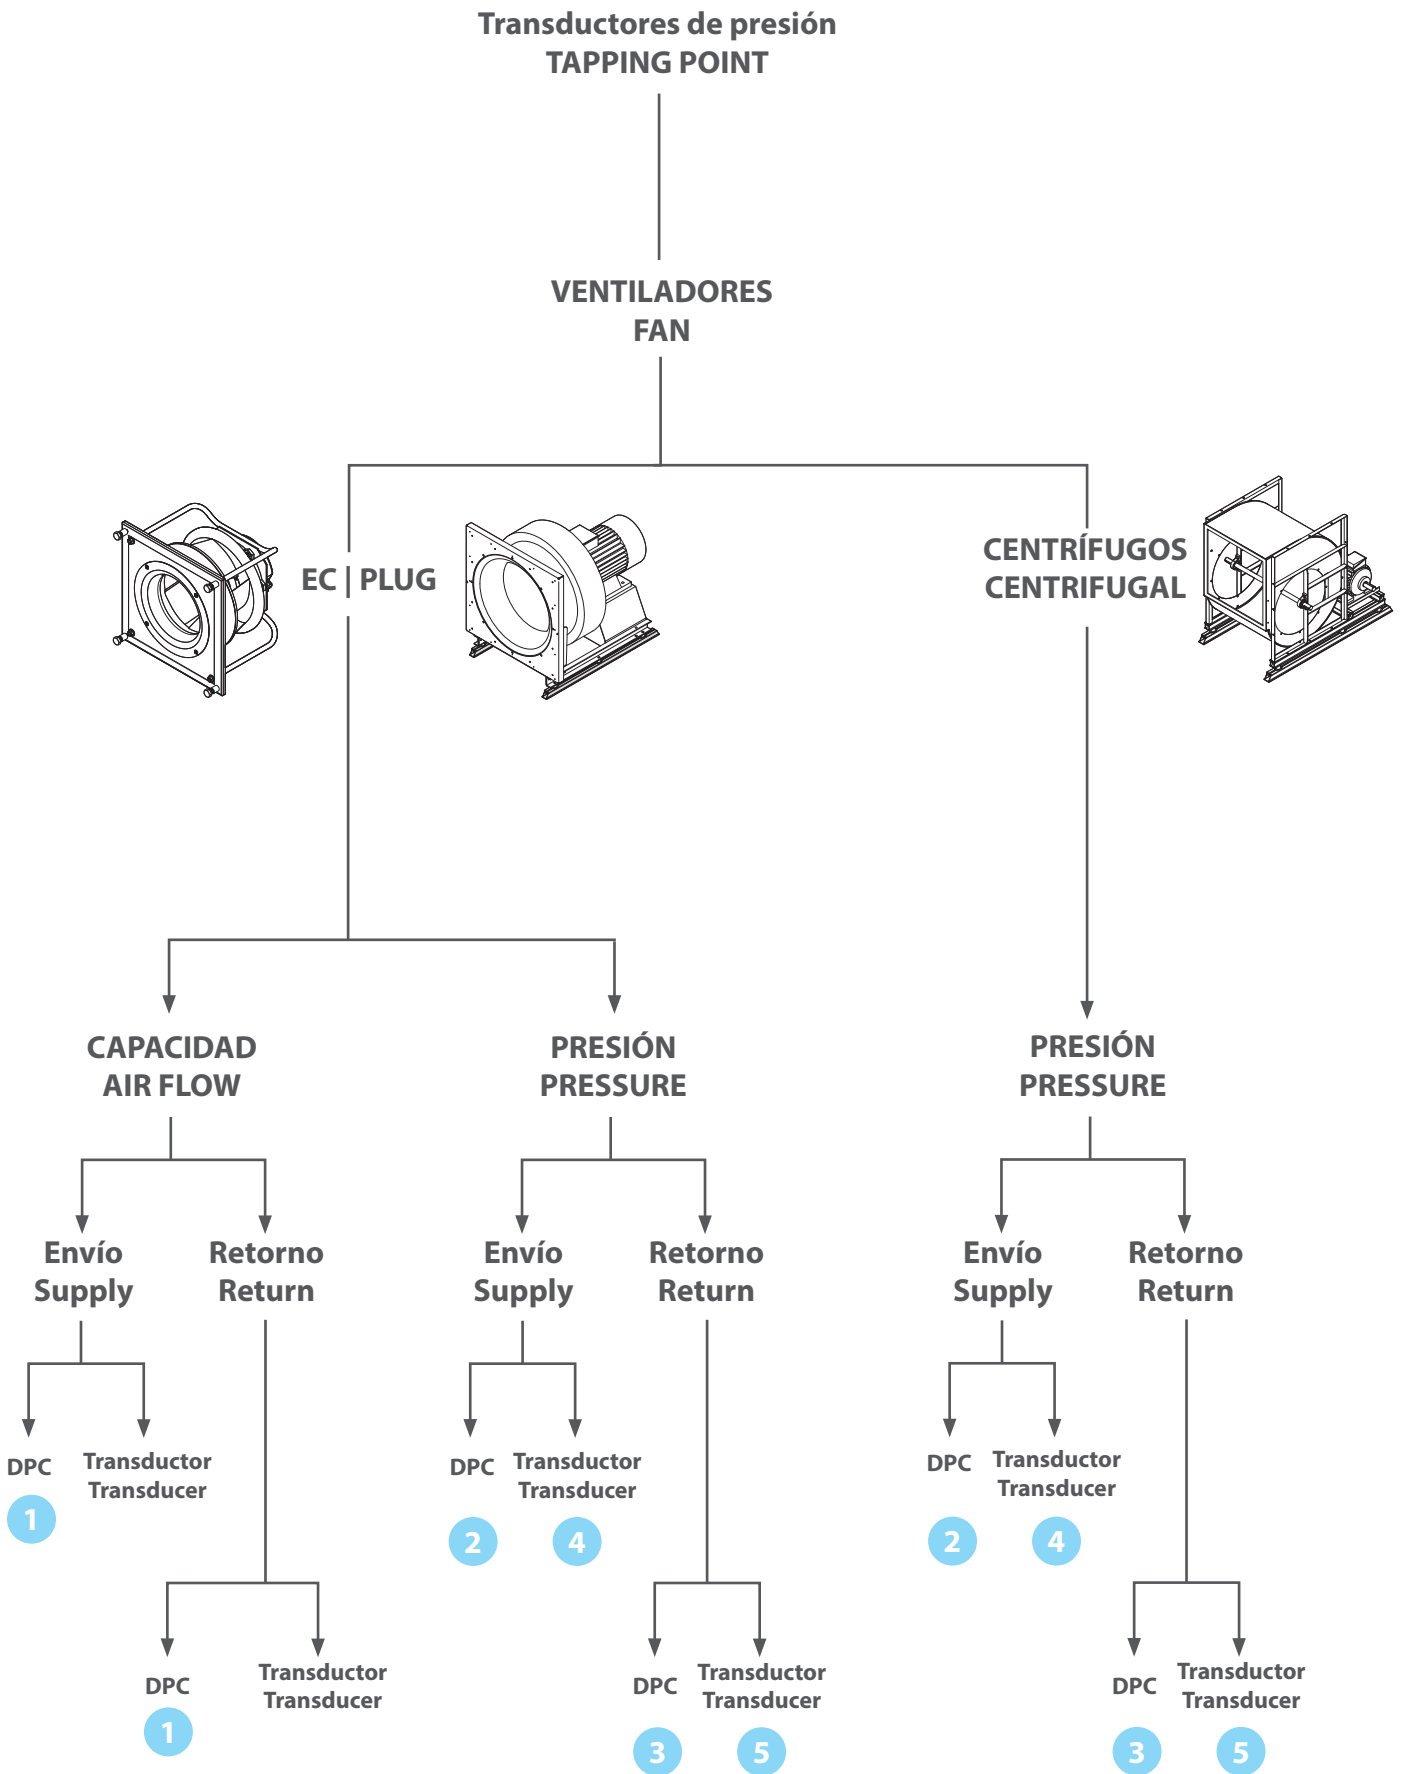 Transductores de presión
TAPPING POINT
VENTILADORES
FAN
EC | PLUG
CENTRÍFUGOS
CENTRIFUGAL
CAPACIDAD
AIR FLOW
PRESIÓN
PRESSURE
PRESIÓN
PRESSURE
Envío
Supply
Retorno
Return
Envío
Supply
Retorno
Return
Envío
Supply
Retorno
Return
DPC
1
Transductor
Transducer
DPC
2
Transductor
Transducer
4
DPC
2
Transductor
Transducer
4
DPC
1
Transductor
Transducer
DPC
3
Transductor
Transducer
5
DPC
3
Transductor
Transducer
5